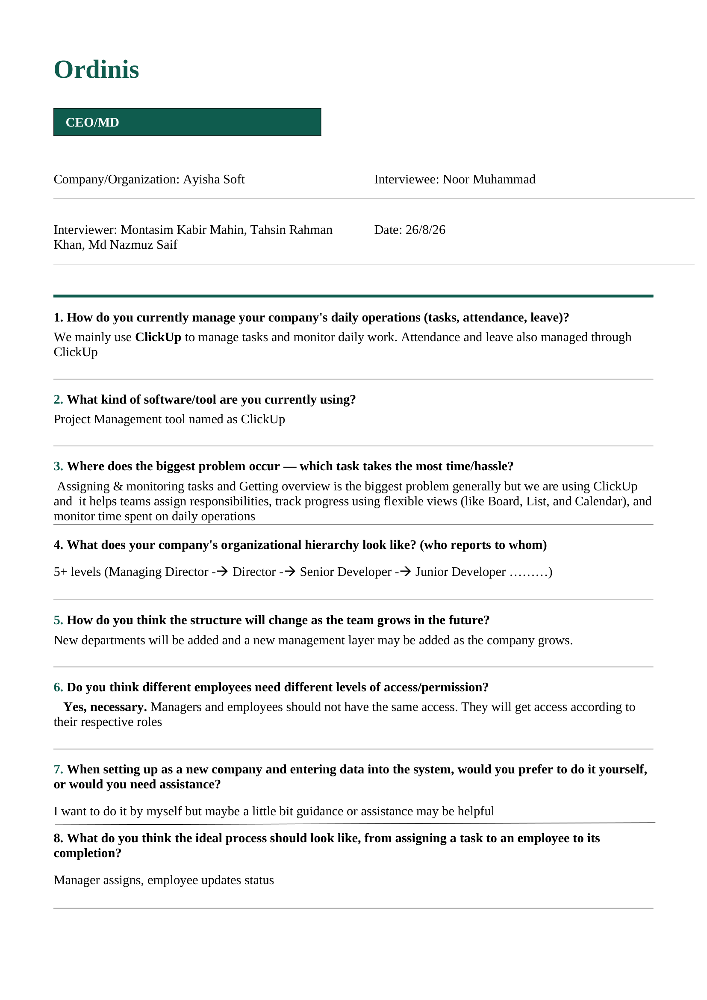 Ordinis
CEO/MD
Company/Organization: Ayisha Soft
Interviewee: Noor Muhammad
Interviewer: Montasim Kabir Mahin, Tahsin Rahman
Khan, Md Nazmuz Saif
Date: 26/8/26
1. How do you currently manage your company's daily operations (tasks, attendance, leave)?
We mainly use ClickUp to manage tasks and monitor daily work. Attendance and leave also managed through
ClickUp
2. What kind of software/tool are you currently using?
Project Management tool named as ClickUp
3. Where does the biggest problem occur — which task takes the most time/hassle?
Assigning & monitoring tasks and Getting overview is the biggest problem generally but we are using ClickUp
and  it helps teams assign responsibilities, track progress using flexible views (like Board, List, and Calendar), and
monitor time spent on daily operations
4. What does your company's organizational hierarchy look like? (who reports to whom)
5+ levels (Managing Director -→ Director -→ Senior Developer -→ Junior Developer ………)
5. How do you think the structure will change as the team grows in the future?
New departments will be added and a new management layer may be added as the company grows.
6. Do you think different employees need different levels of access/permission?
Yes, necessary. Managers and employees should not have the same access. They will get access according to
their respective roles
7. When setting up as a new company and entering data into the system, would you prefer to do it yourself,
or would you need assistance?
I want to do it by myself but maybe a little bit guidance or assistance may be helpful
8. What do you think the ideal process should look like, from assigning a task to an employee to its
completion?
Manager assigns, employee updates status